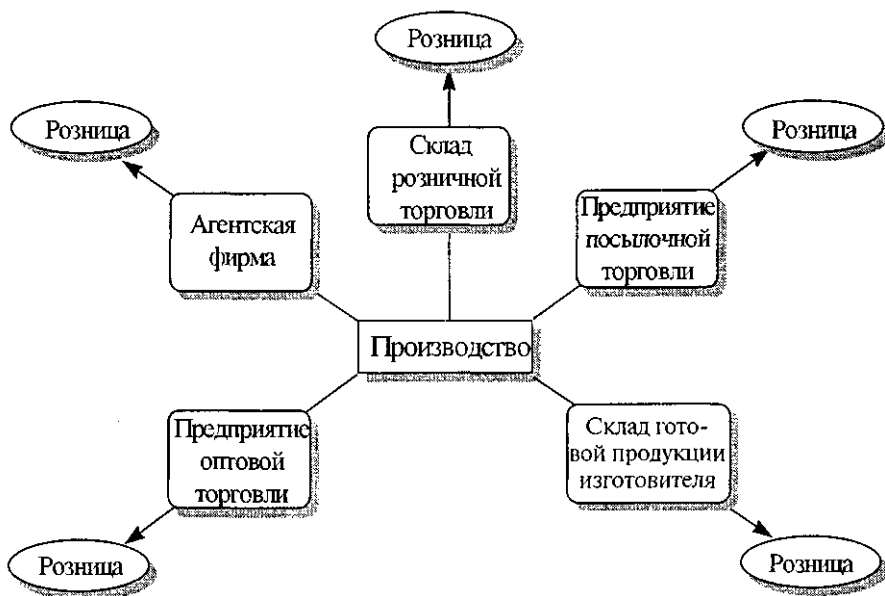 Розница
Розница
Розница
Склад
розничной
торговли
Агентская
фирма
Предприятие
посылочной
торговли
Производство
Предприятие
оптовой
торговли
Склад гото-
вой продукции
изготовителя
Розница
Розница